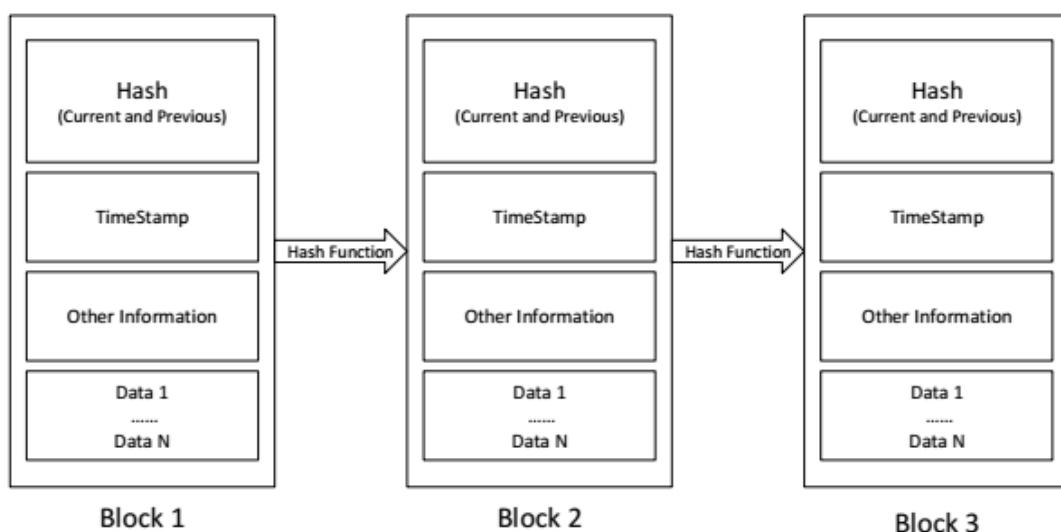 Hash
(Current and Previous)
TimeStamp
Other Information
Data 1
......
Data N
Block 1
Hash Function
Hash
(Current and Previous)
TimeStamp
Other Information
Data 1
......
Data N
Block 2
Hash Function
Hash
(Current and Previous)
TimeStamp
Other Information
Data 1
......
Data N
Block 3